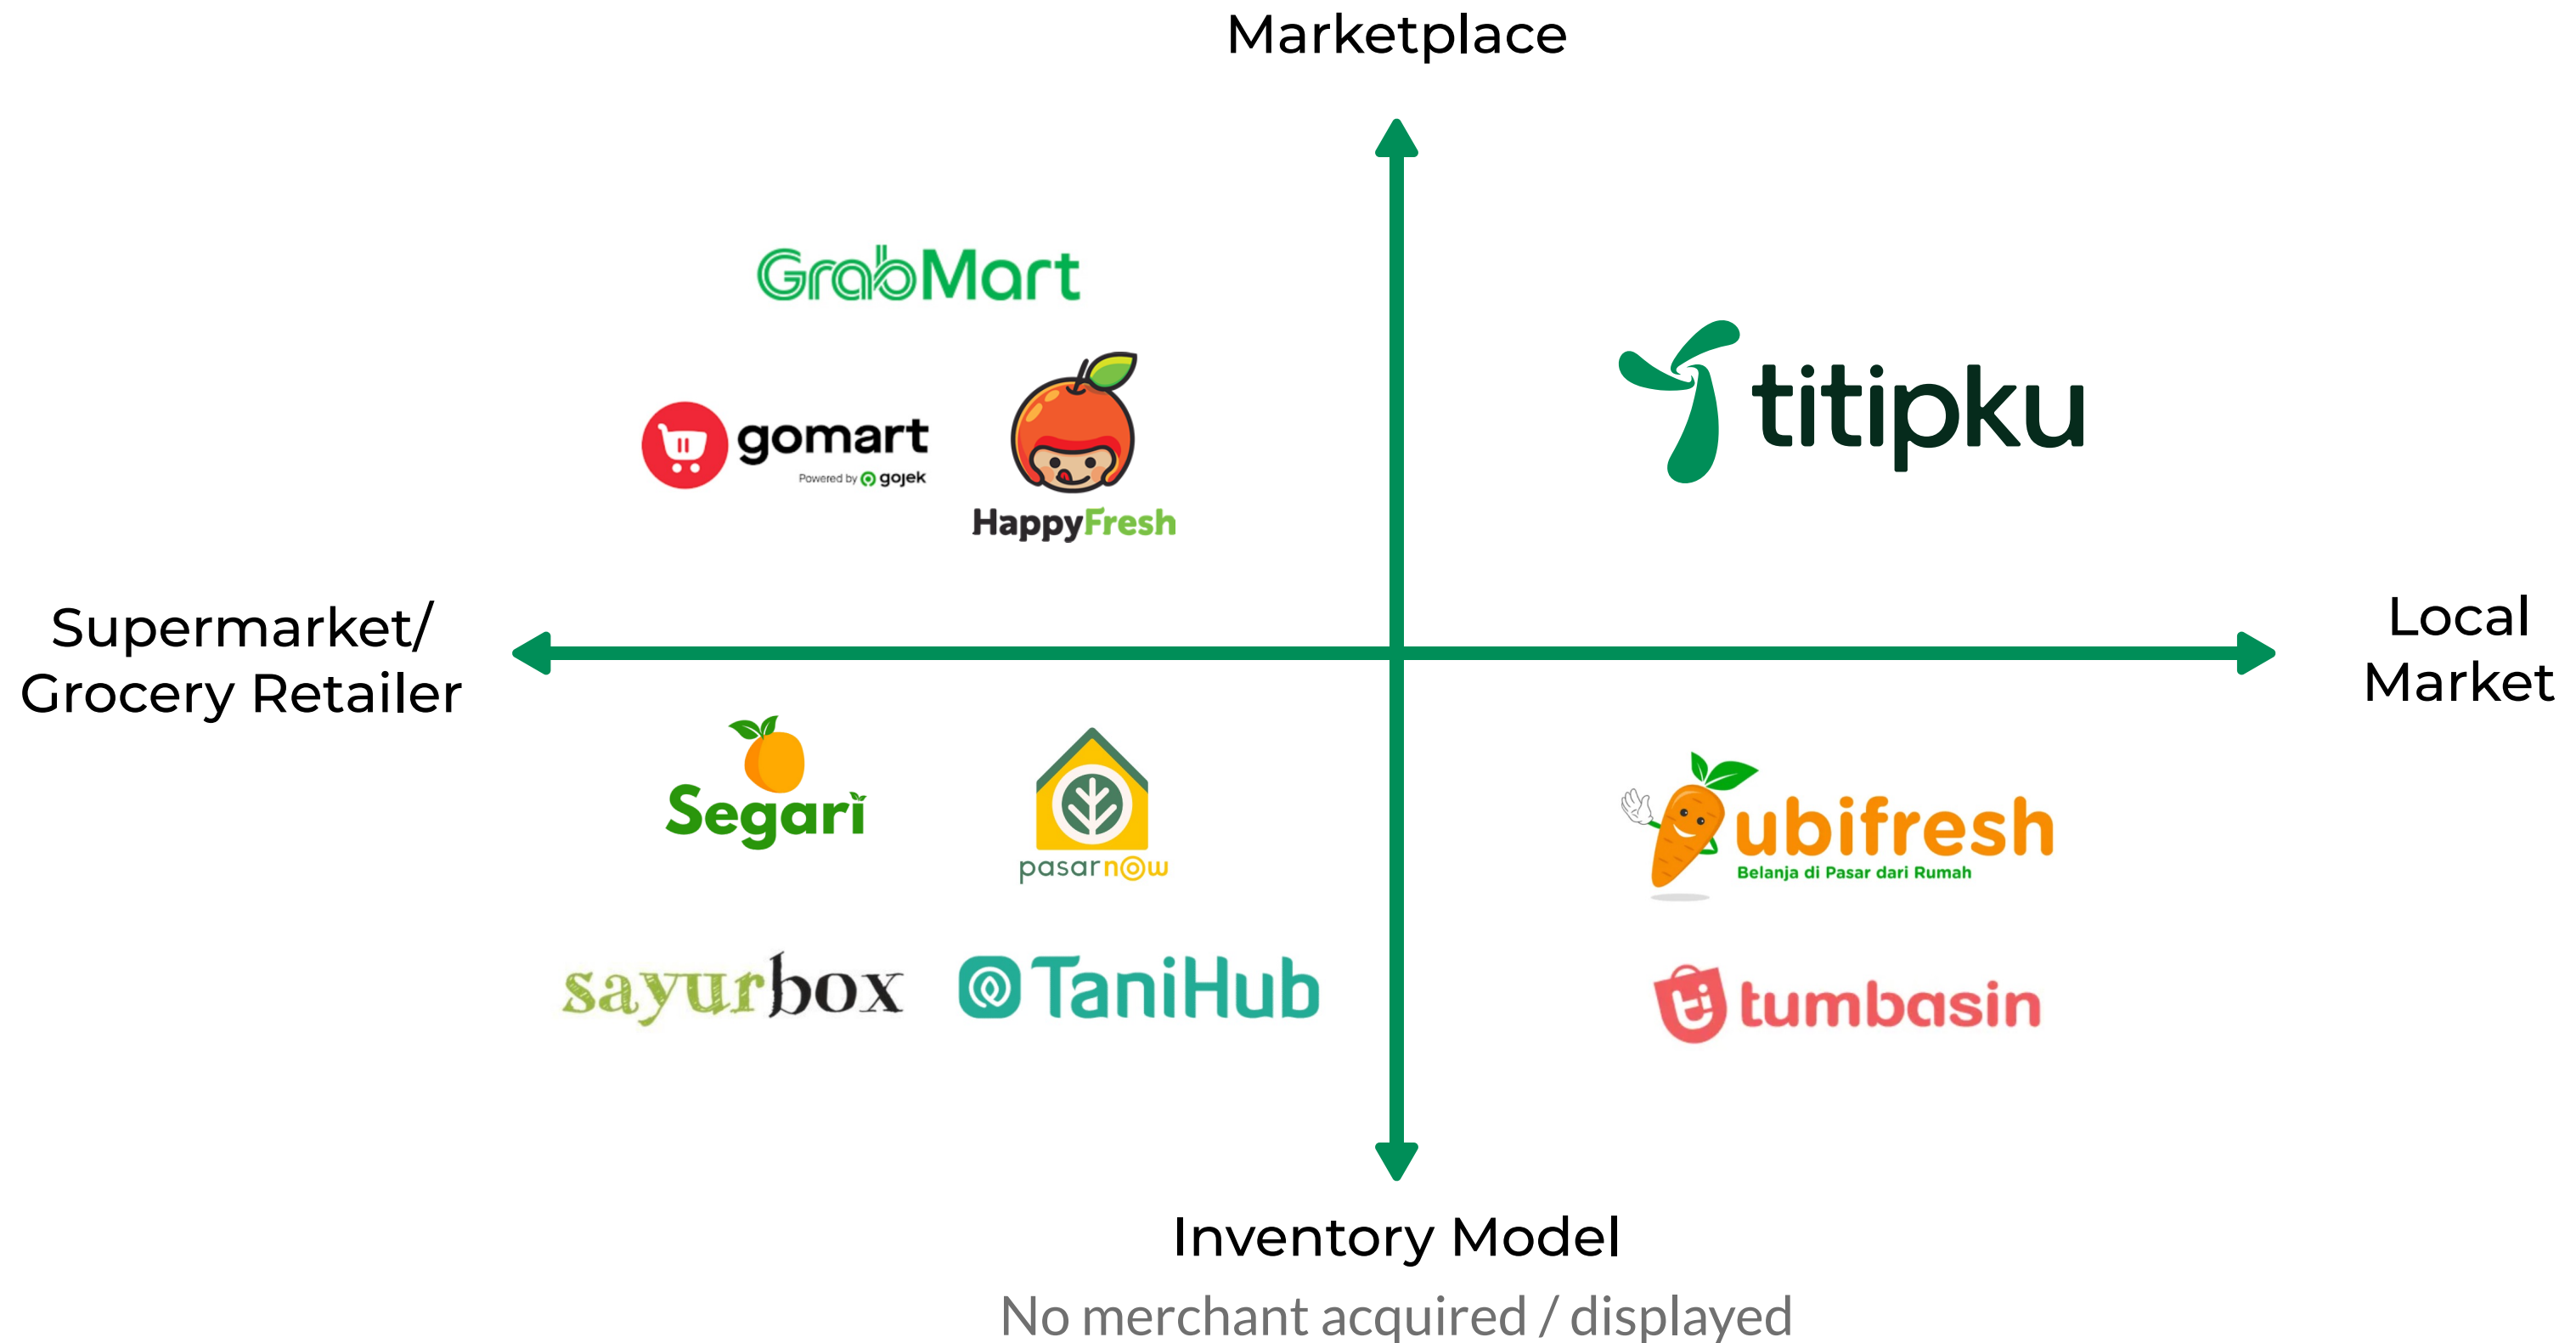 Marketplace
GrabMart
gomart
Powered by gojek
HappyFresh
titipku
Supermarket/
Grocery Retailer
Local
Market
Segari
pasarnow
ubifresh
Belanja di Pasar dari Rumah
sayurbox
TaniHub
tumbasin
Inventory Model
No merchant acquired / displayed